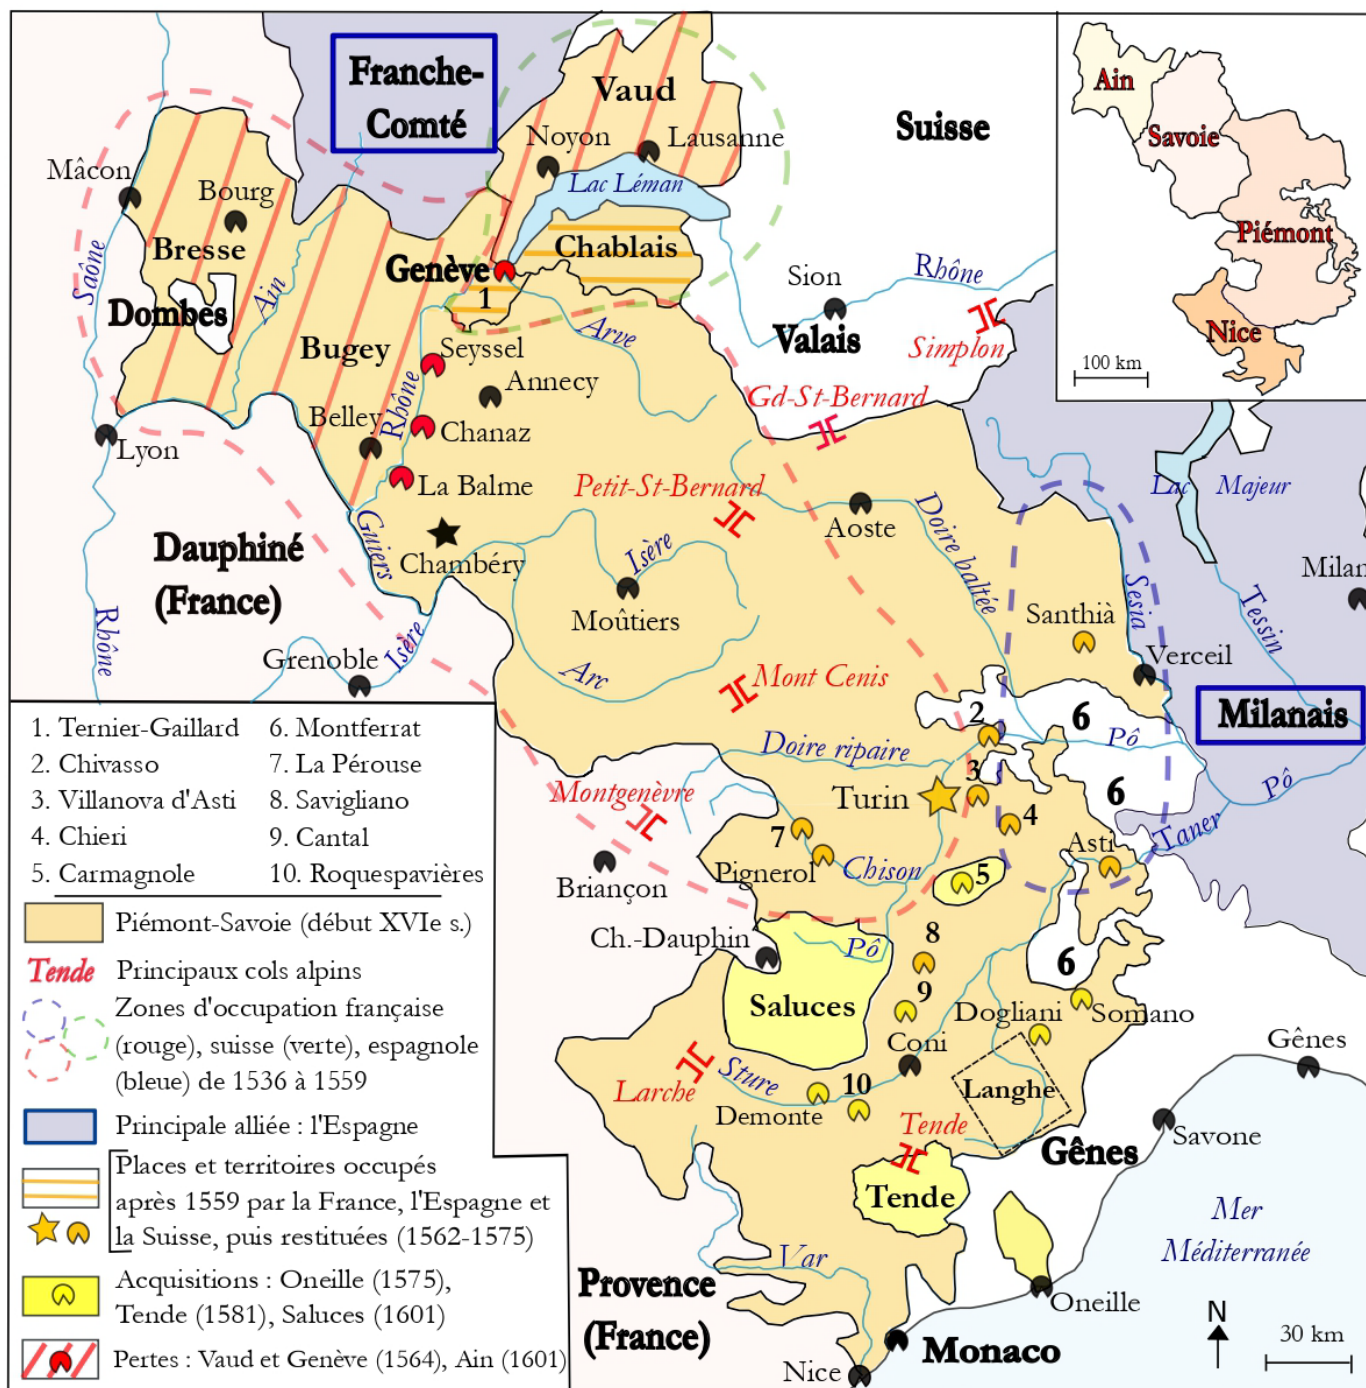 Franche-
Comté
Vaud
Noyon
Lausanne
Lac Léman
Suisse
Ain
Savoie
Piémont
Nice
100 km
Mâcon
Bourg
Bresse
Saône
Dombes
Ain
Bugey
Genève
1
Chablais
Arve
Sion
Rhône
Valais
Simplon
Seyssel
Annecy
Gd-St-Bernard
Belley
Rhône
Chanaz
Lyon
La Balme
Petit-St-Bernard
Lac Majeur
Aoste
Doire baltée
Guiers
Chambéry
Dauphiné
(France)
Isère
Moûtiers
Milan
Sesia
Tessin
Santhià
Rhône
Grenoble
Isère
Arc
Mont Cenis
Verceil
Milanais
2
6
Pô
Doire ripaire
Montgenèvre
Turin
3
6
Pô
7
4
Taner
Asti
Briançon
Pignerol
Chison
5
Ch.-Dauphin
Pô
8
6
Saluces
9
Dogliani
Somano
Coni
Gênes
Larche
Sture
10
Langhe
Demonte
Tende
Gênes
Savone
Tende
Mer
Méditerranée
Var
Provence
(France)
Oneille
Monaco
Nice
N
30 km
1. Ternier-Gaillard
2. Chivasso
3. Villanova d'Asti
4. Chieri
5. Carmagnole
6. Montferrat
7. La Pérouse
8. Savigliano
9. Cantal
10. Roquespavières
Piémont-Savoie (début XVIe s.)
Tende
Principaux cols alpins
Zones d'occupation française
(rouge), suisse (verte), espagnole
(bleue) de 1536 à 1559
Principale alliée : l'Espagne
Places et territoires occupés
après 1559 par la France, l'Espagne et
la Suisse, puis restituées (1562-1575)
Acquisitions : Oneille (1575),
Tende (1581), Saluces (1601)
Pertes : Vaud et Genève (1564), Ain (1601)